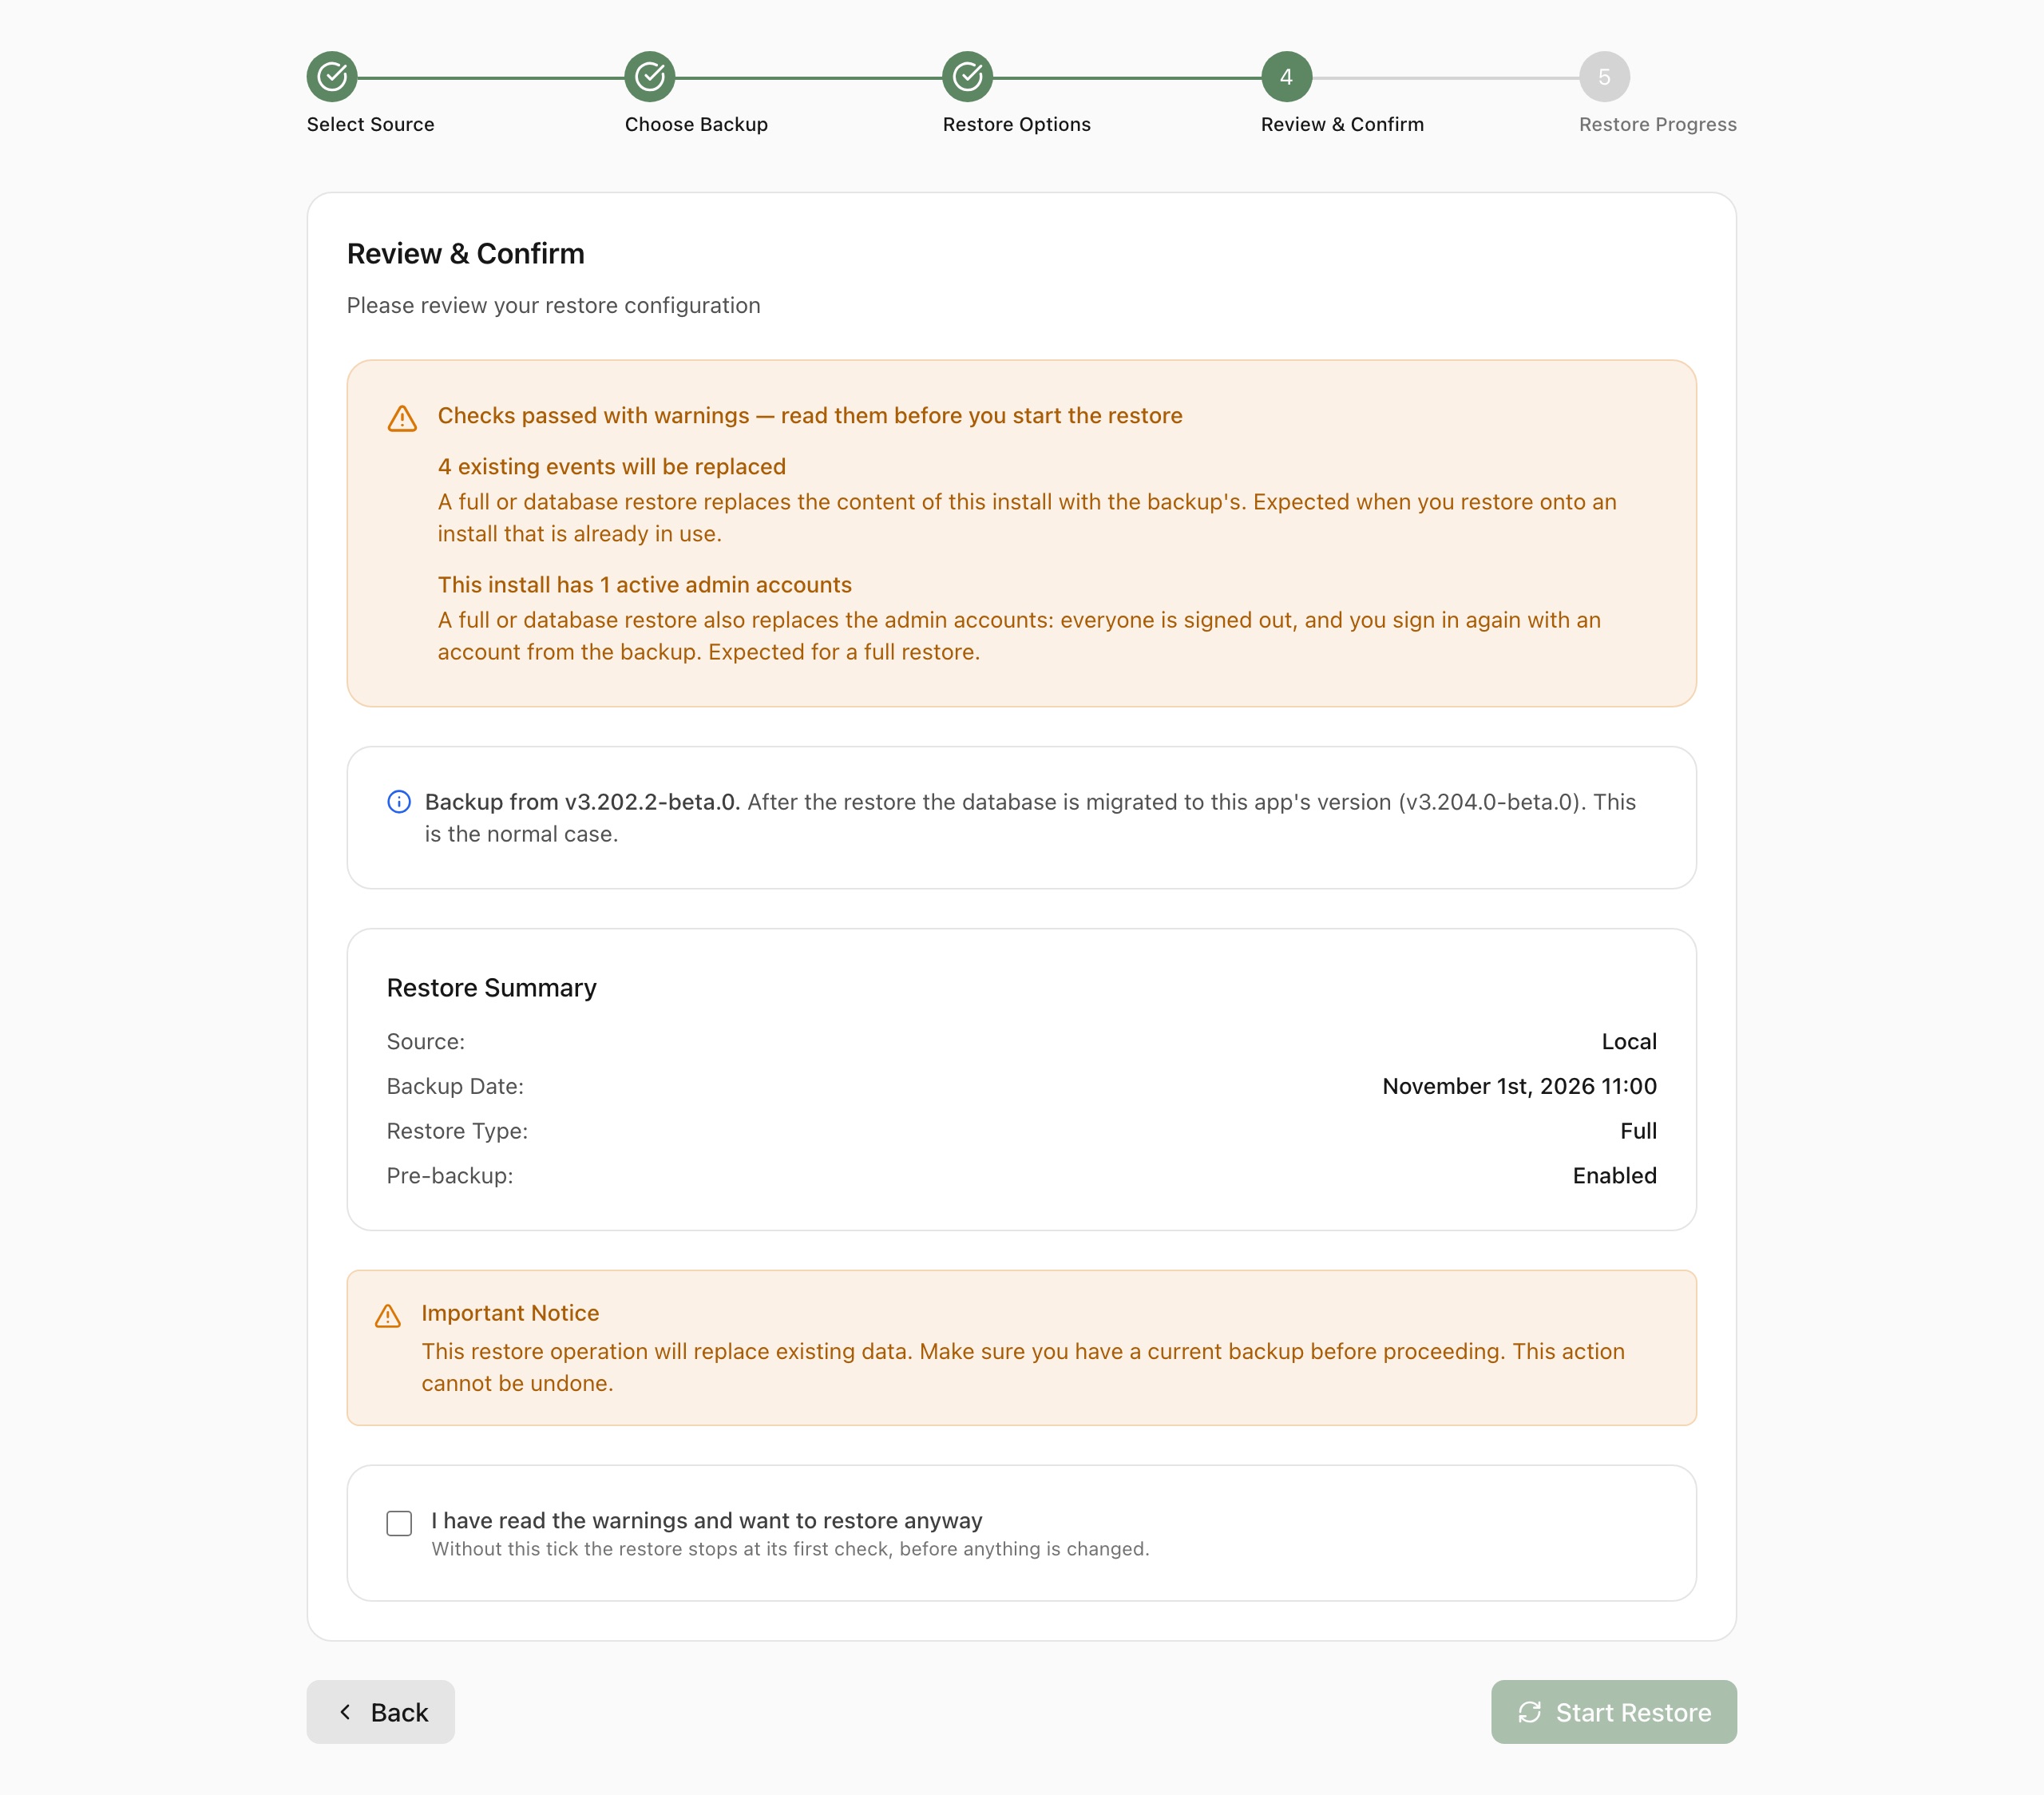 4
5
Select Source
Choose Backup
Restore Options
Review & Confirm
Restore Progress
Review & Confirm
Please review your restore configuration
Checks passed with warnings — read them before you start the restore
4 existing events will be replaced
A full or database restore replaces the content of this install with the backup's. Expected when you restore onto an
install that is already in use.
This install has 1 active admin accounts
A full or database restore also replaces the admin accounts: everyone is signed out, and you sign in again with an
account from the backup. Expected for a full restore.
Backup from v3.202.2-beta.0. After the restore the database is migrated to this app's version (v3.204.0-beta.0). This
is the normal case.
Restore Summary
Source: Local
Backup Date: November 1st, 2026 11:00
Restore Type: Full
Pre-backup: Enabled
Important Notice
This restore operation will replace existing data. Make sure you have a current backup before proceeding. This action
cannot be undone.
I have read the warnings and want to restore anyway
Without this tick the restore stops at its first check, before anything is changed.
Back
Start Restore